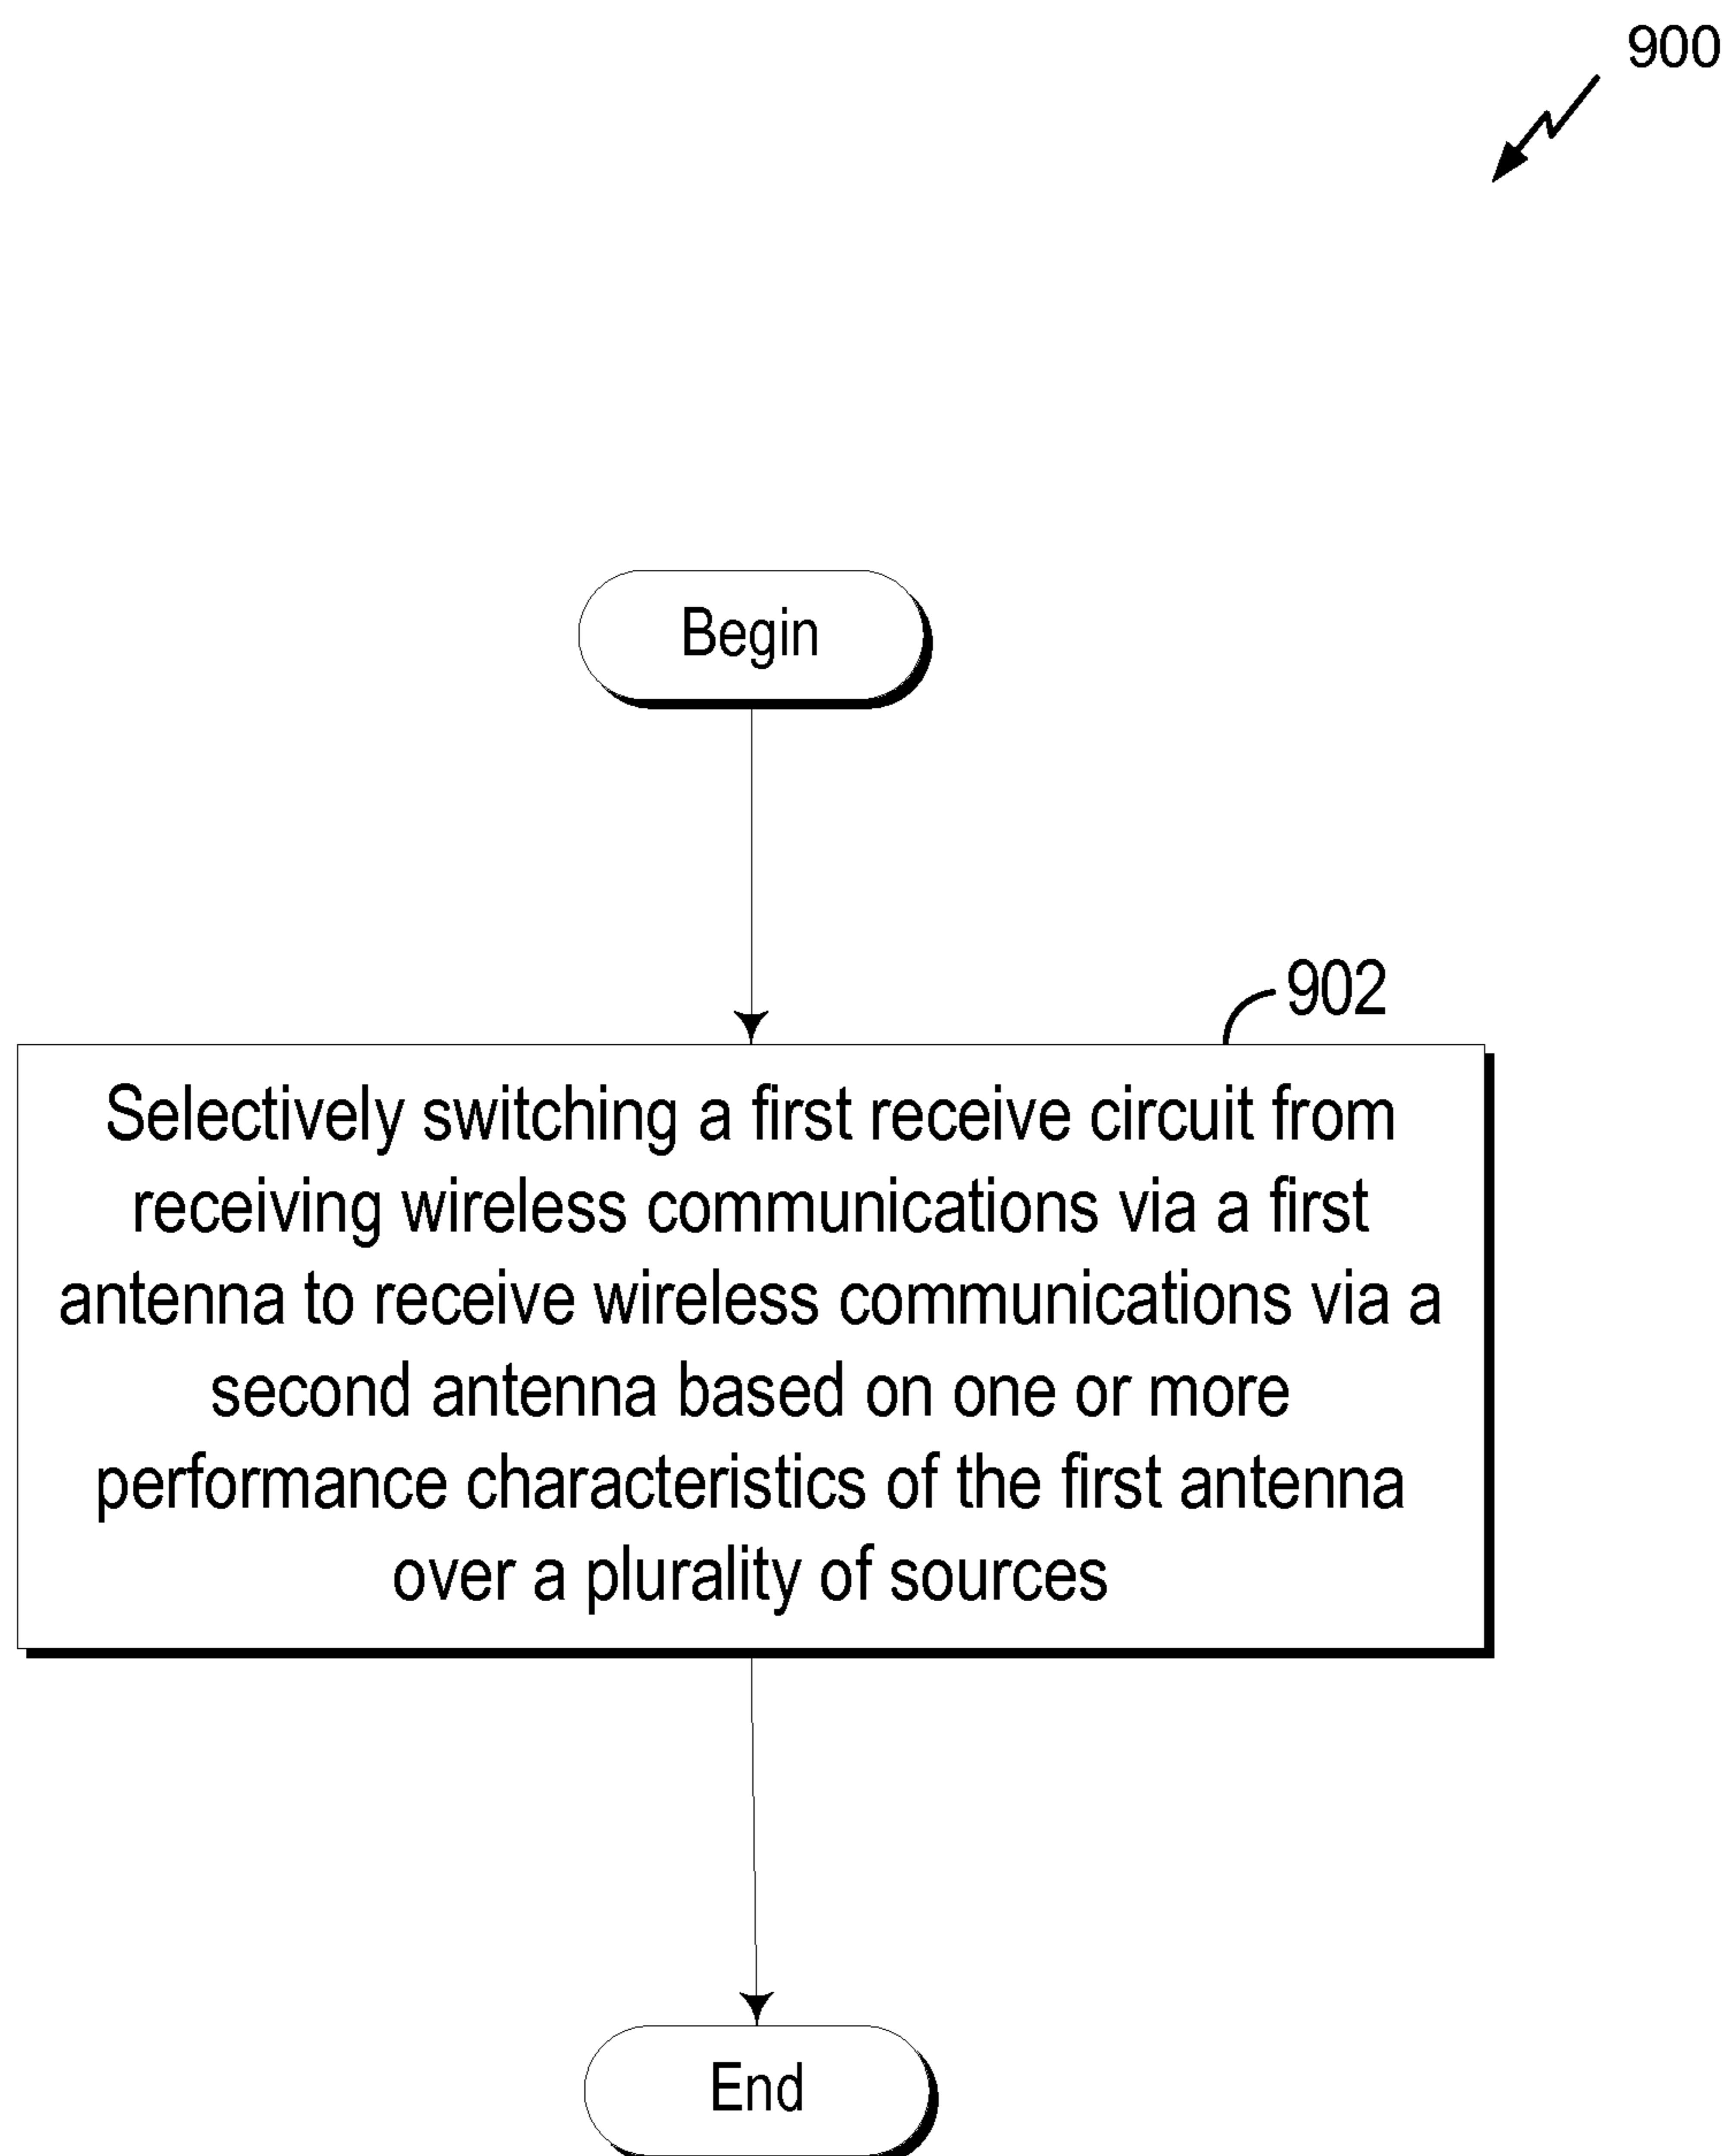 900
Begin
902
Selectively switching a first receive circuit from
receiving wireless communications via a first
antenna to receive wireless communications via a
second antenna based on one or more
performance characteristics of the first antenna
over a plurality of sources
End